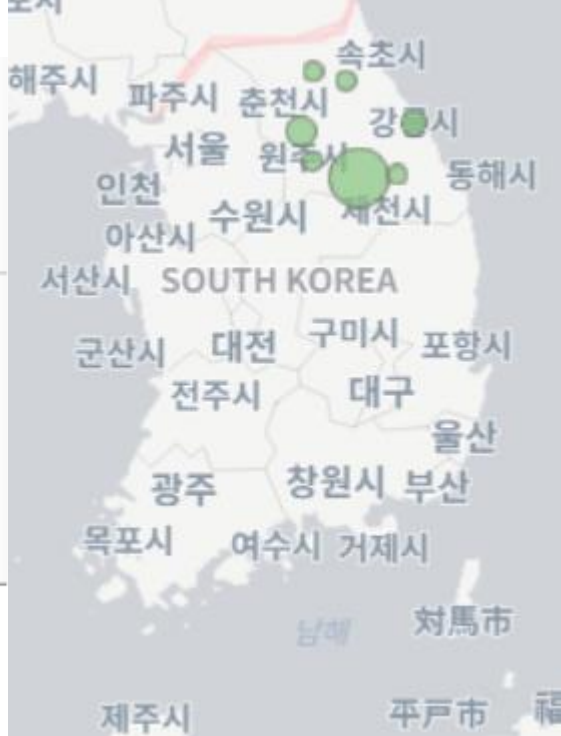 해주시
속초시
파주시
춘천시
강릉시
서울
원주시
인천
동해시
수원시
제천시
아산시
서산시
SOUTH KOREA
군산시
대전
구미시
포항시
전주시
대구
울산
광주
창원시
부산
목포시
여수시
거제시
남해
対馬市
제주시
平戸市